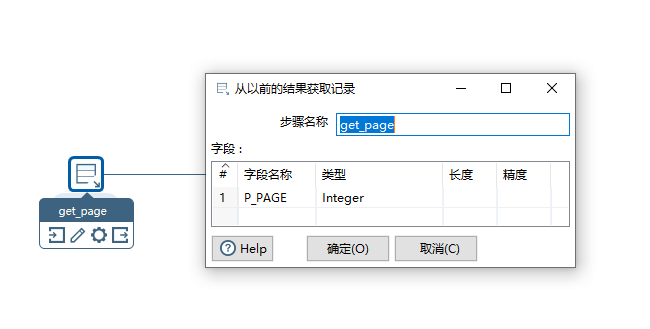 从以前的结果获取记录
步骤名称 get_page
字段：
# 字段名称 类型 长度 精度
1 P_PAGE Integer
get_page
? Help 确定(O) 取消(C)